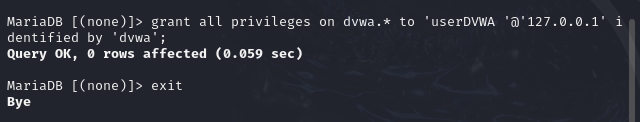 MariaDB [(none)]> grant all privileges on dvwa.* to 'userDVWA '@'127.0.0.1' i
dentified by 'dvwa';
Query OK, 0 rows affected (0.059 sec)
MariaDB [(none)]> exit
Bye